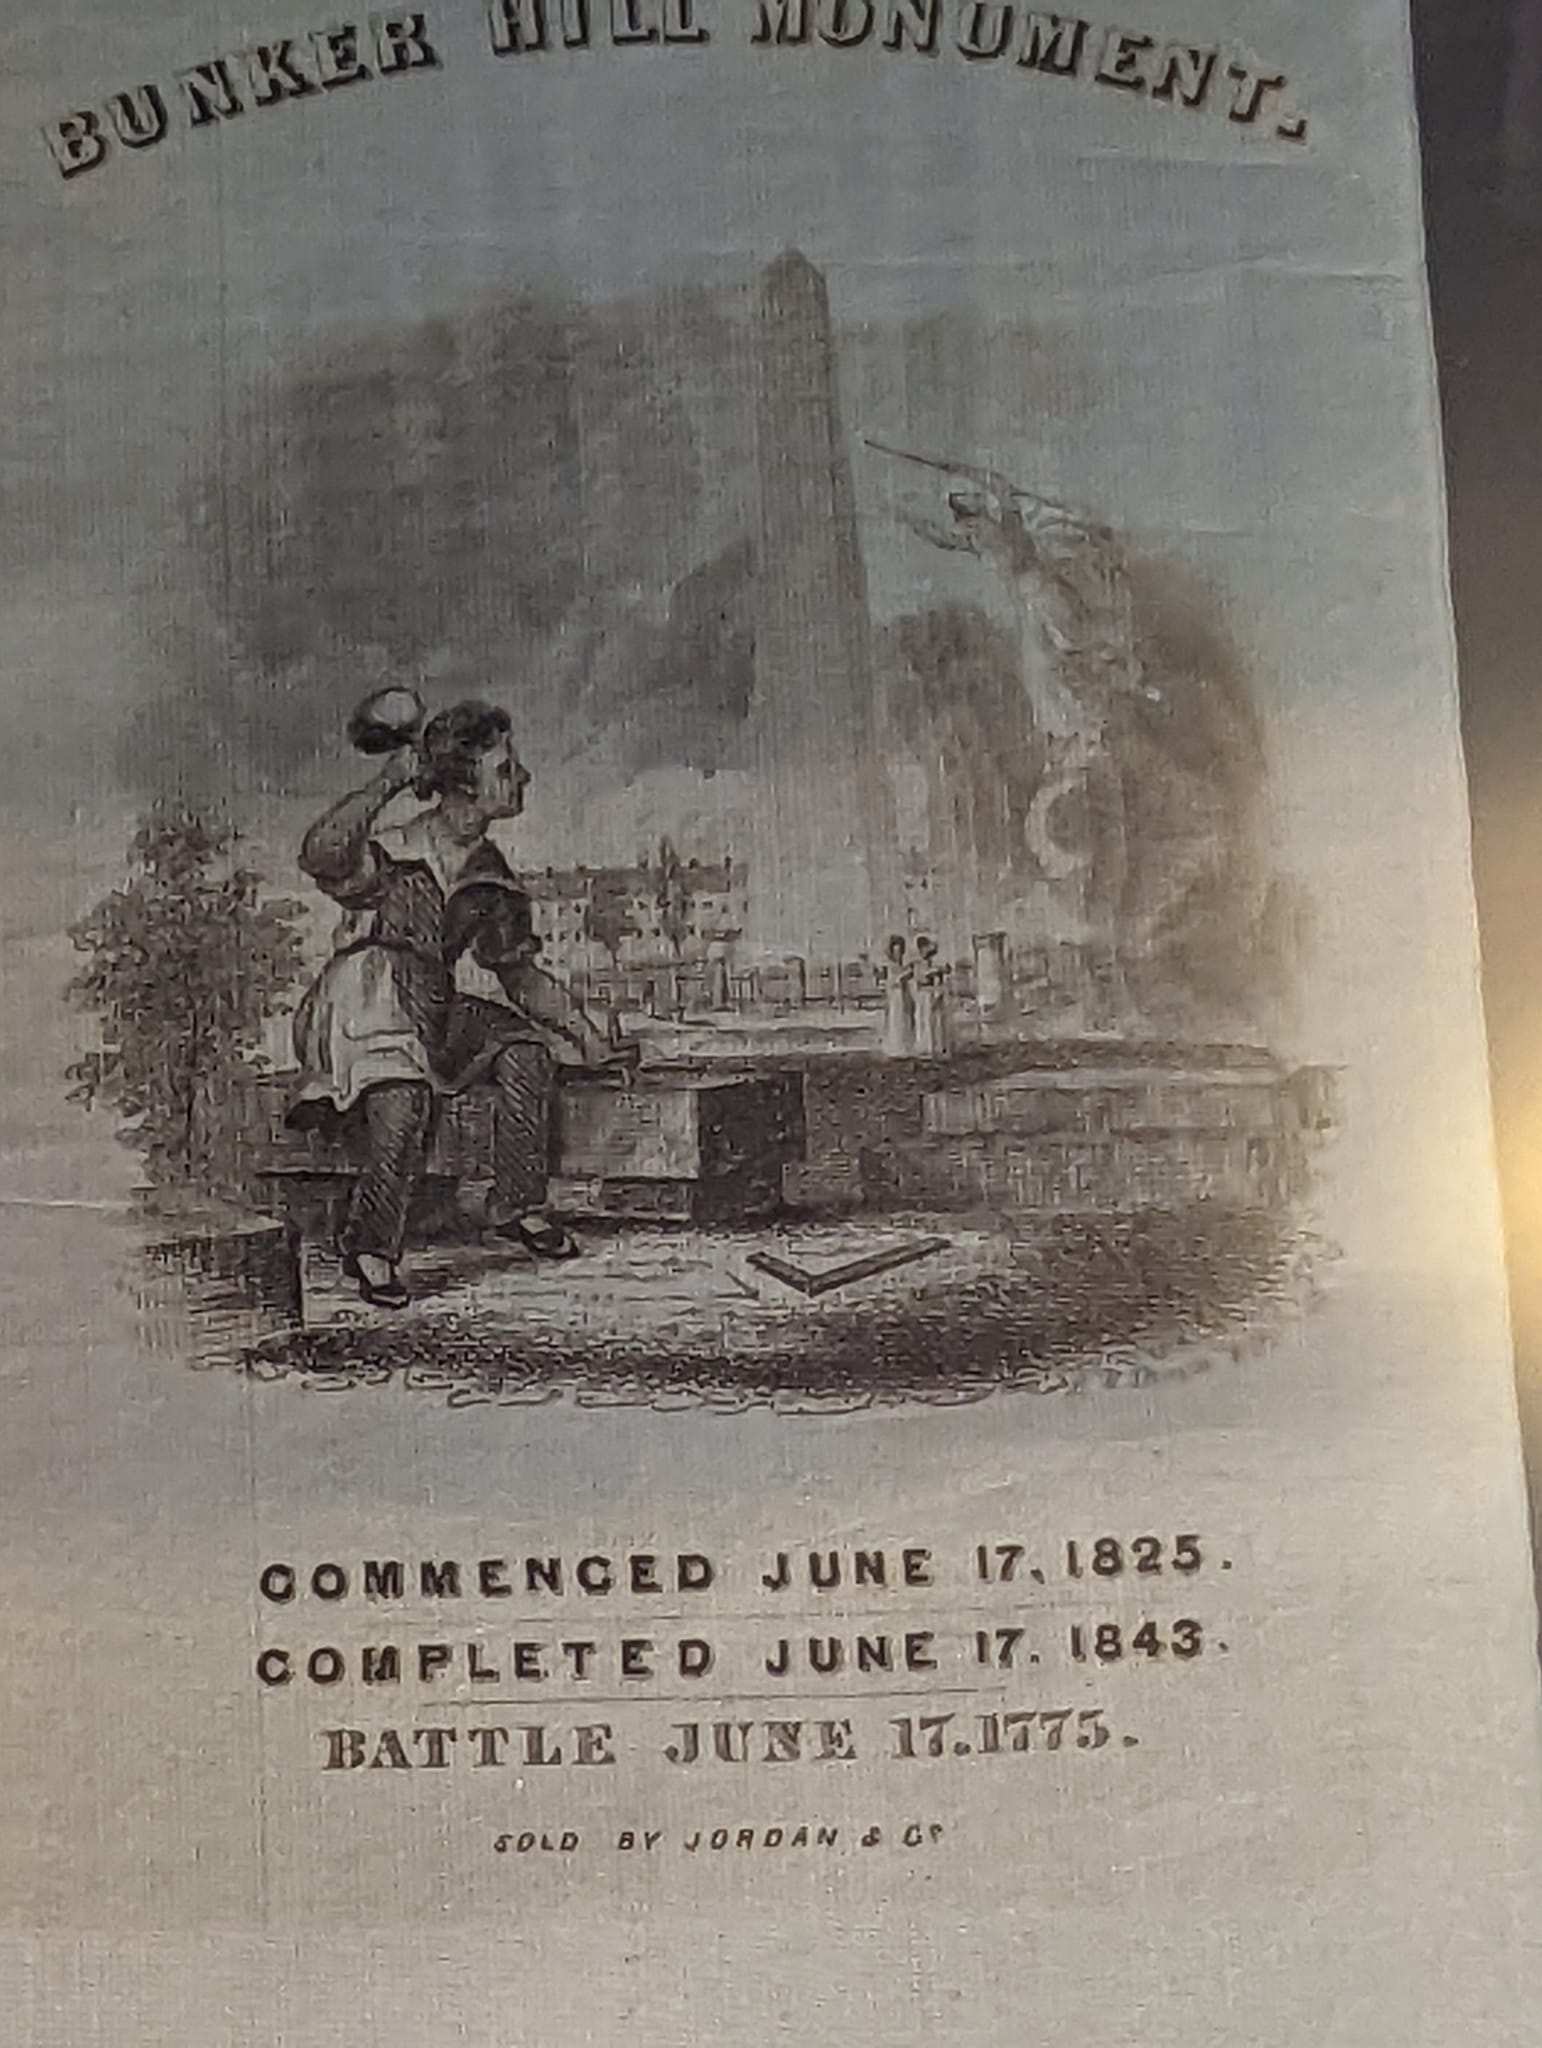 BUNKER HILL MONUMENT.
COMMENCED JUNE 17, 1825.
COMPLETED JUNE 17. 1843.
BATTLE JUNE 17.1775.
SOLD BY JORDAN & Co